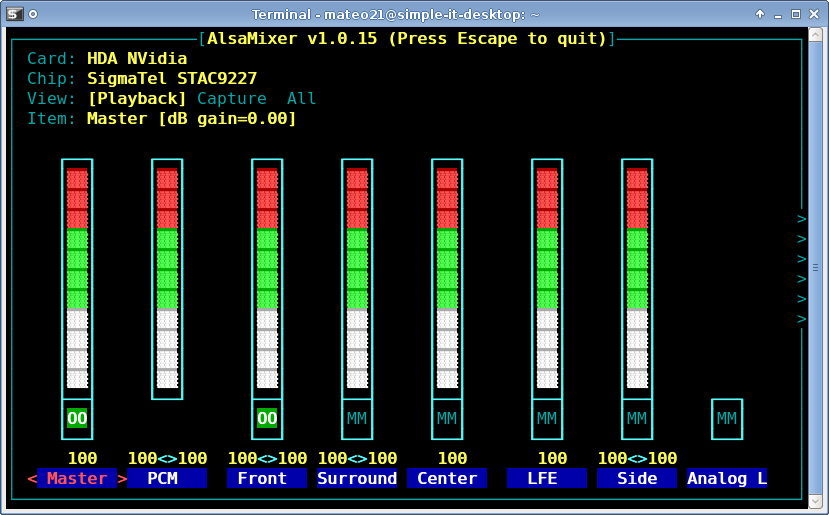 Terminal - mateo21@simple-it-desktop: ~
[AlsaMixer v1.0.15 (Press Escape to quit)]
Card: HDA NVidia
Chip: SigmaTel STAC9227
View: [Playback] Capture  All
Item: Master [dB gain=0.00]
>
>
>
>
>
>
OO OO MM MM MM MM MM
100 100<>100 100<>100 100<>100 100 100 100<>100
< Master > PCM Front Surround Center LFE Side Analog L